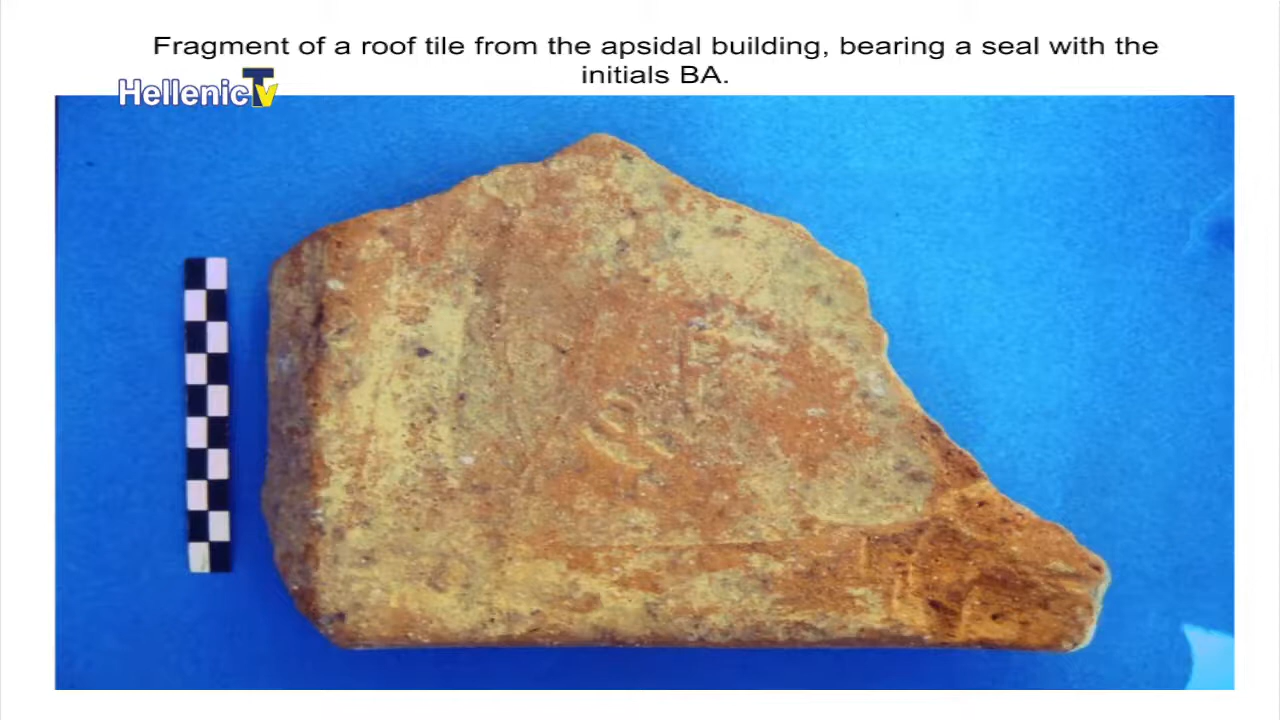 Fragment of a roof tile from the apsidal building, bearing a seal with the
initials BA.
HellenicTv